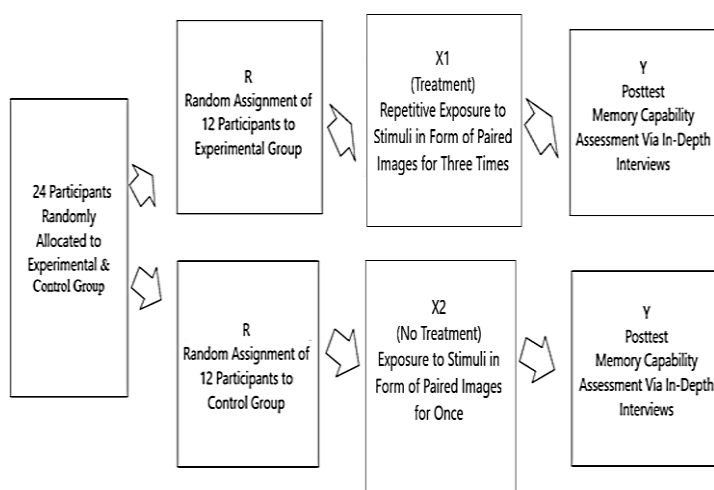 24 Participants
Randomly
Allocated to
Experimental &
Control Group
R
Random Assignment of
12 Participants to
Experimental Group
X1
(Treatment)
Repetitive Exposure to
Stimuli in Form of Paired
Images for Three Times
Y
Posttest
Memory Capability
Assessment Via In-Depth
Interviews
R
Random Assignment of
12 Participants to
Control Group
X2
(No Treatment)
Exposure to Stimuli in
Form of Paired Images
for Once
Y
Posttest
Memory Capability
Assessment Via In-Depth
Interviews